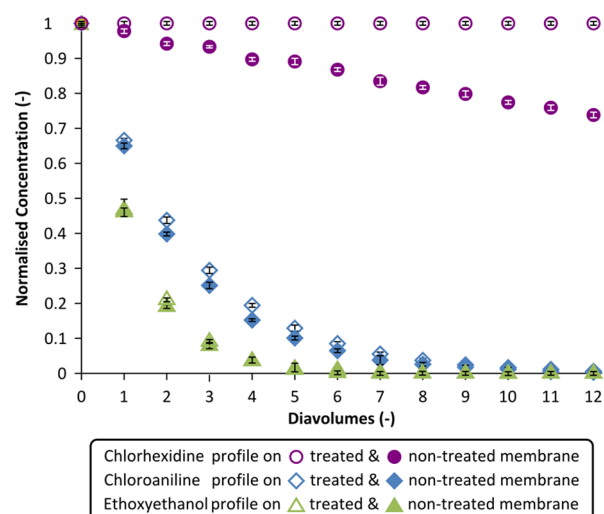 1
0.9
0.8
0.7
0.6
0.5
0.4
0.3
0.2
0.1
0
Normalised Concentration (-)
0 1 2 3 4 5 6 7 8 9 10 11 12
Diavolumes (-)
Chlorhexidine profile on treated & non-treated membrane
Chloroaniline profile on treated & non-treated membrane
Ethoxyethanol profile on treated & non-treated membrane